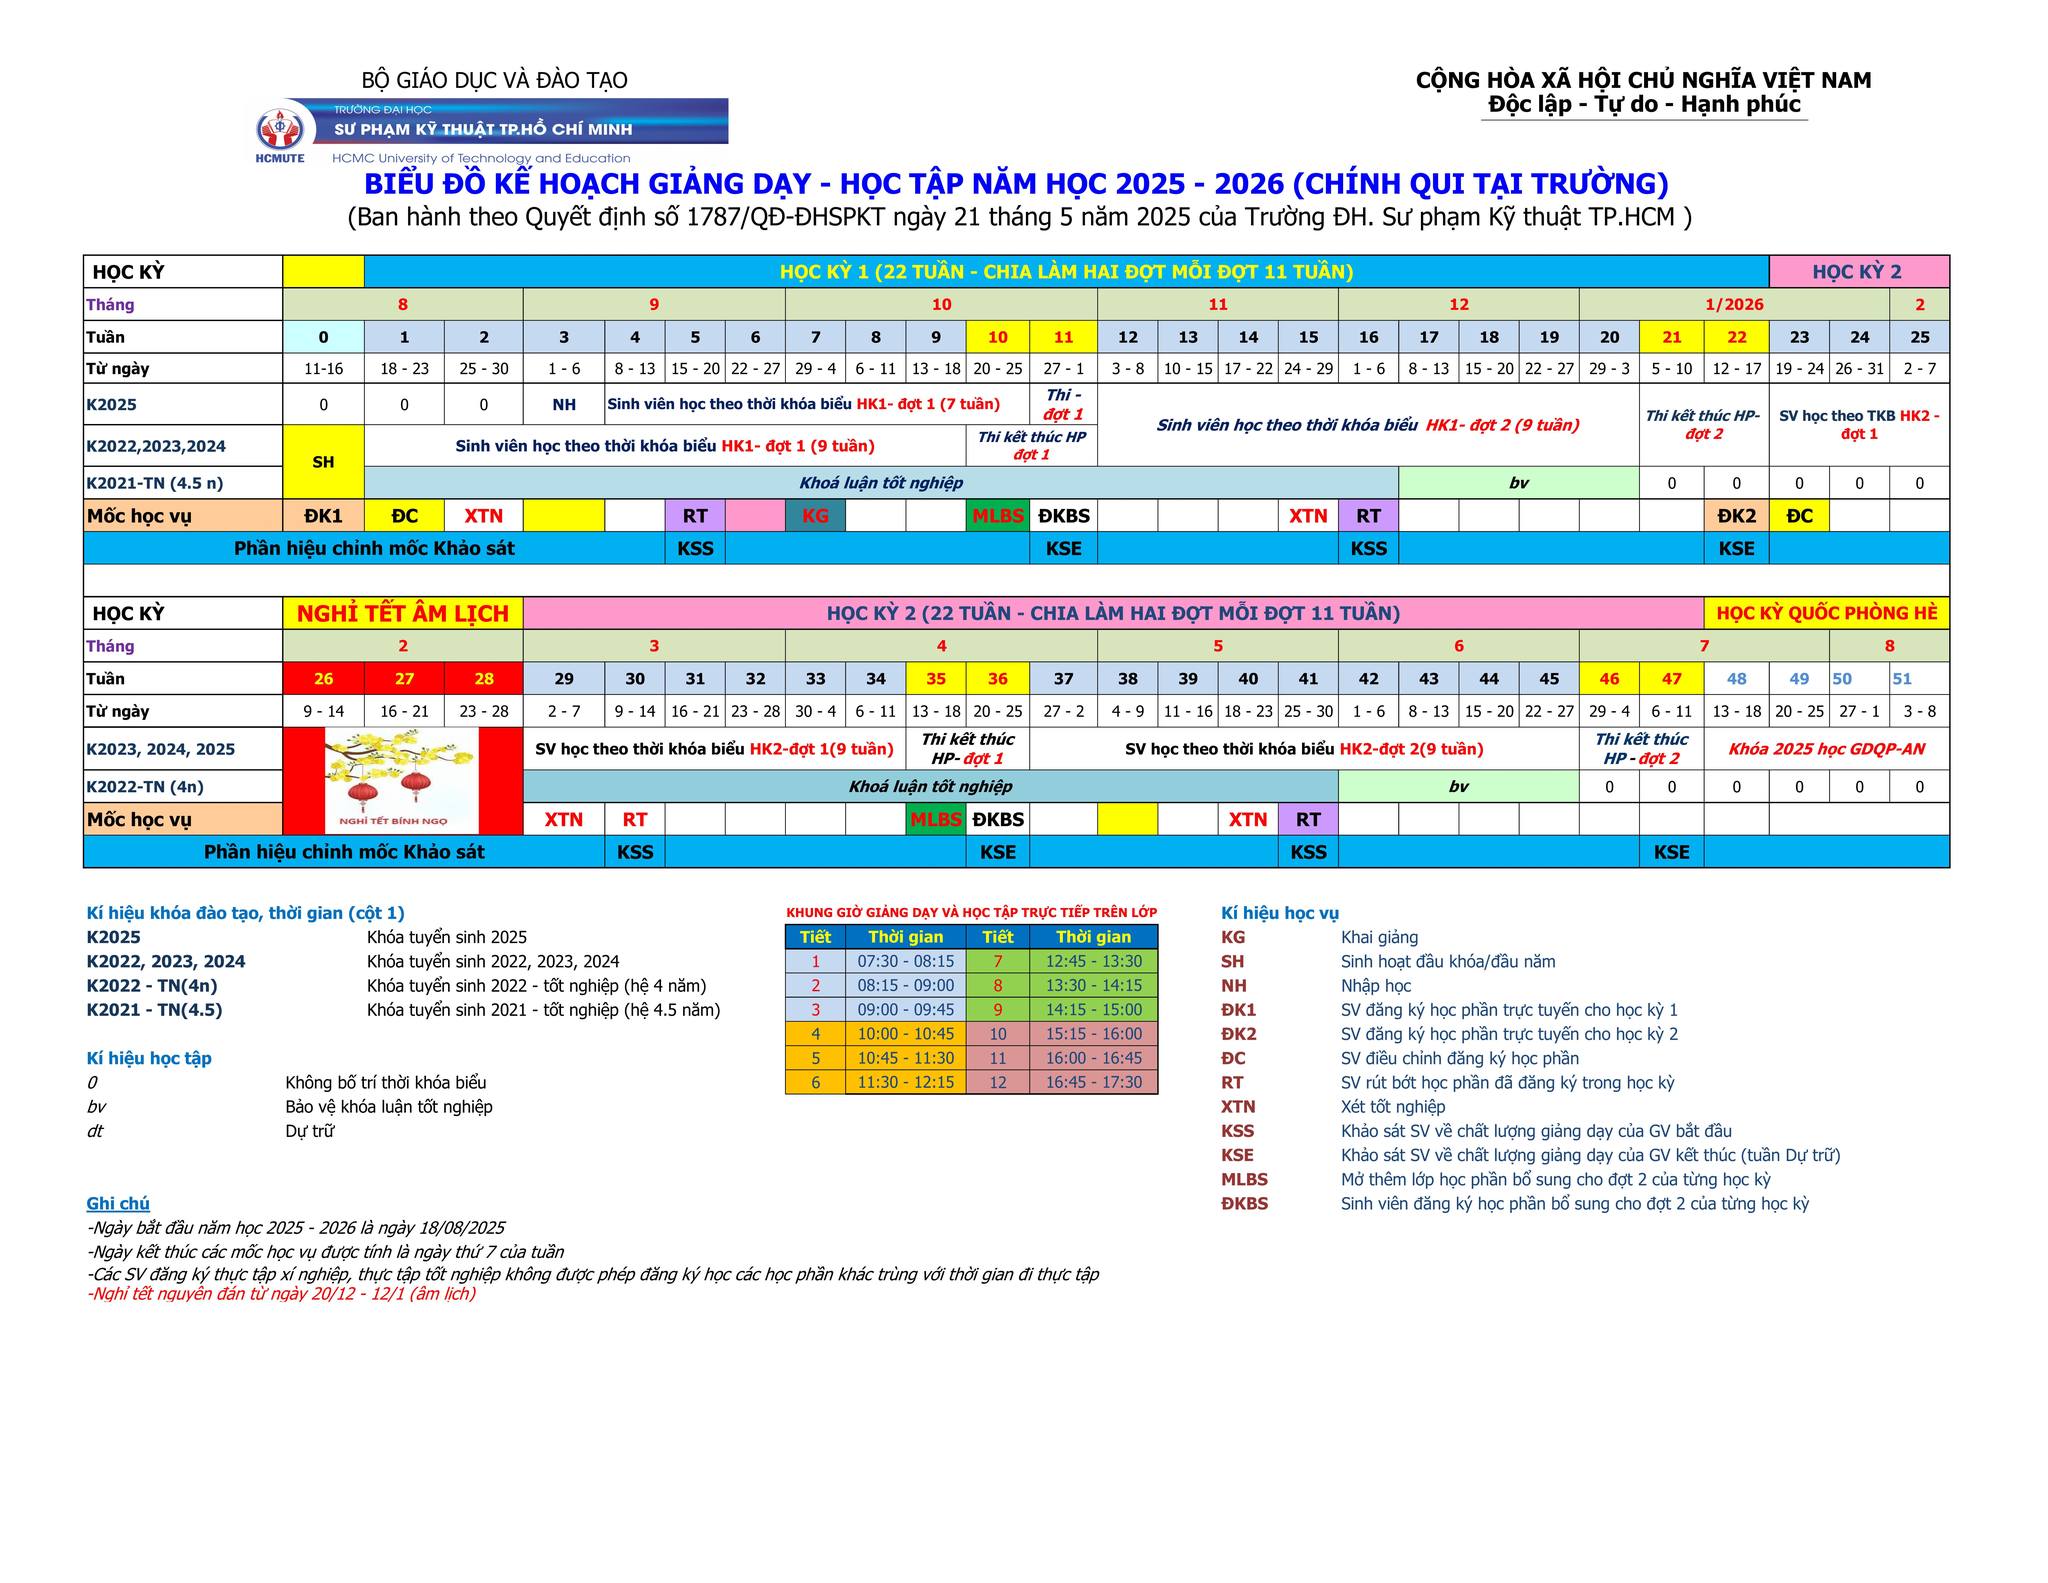 BỘ GIÁO DỤC VÀ ĐÀO TẠO
CỘNG HÒA XÃ HỘI CHỦ NGHĨA VIỆT NAM
Độc lập - Tự do - Hạnh phúc
TRƯỜNG ĐẠI HỌC
SƯ PHẠM KỸ THUẬT TP.HỒ CHÍ MINH
HCMUTE HCMC University of Technology and Education
BIỂU ĐỒ KẾ HOẠCH GIẢNG DẠY - HỌC TẬP NĂM HỌC 2025 - 2026 (CHÍNH QUI TẠI TRƯỜNG)
(Ban hành theo Quyết định số 1787/QĐ-ĐHSPKT ngày 21 tháng 5 năm 2025 của Trường ĐH. Sư phạm Kỹ thuật TP.HCM )
HỌC KỲ HỌC KỲ 1 (22 TUẦN - CHIA LÀM HAI ĐỢT MỖI ĐỢT 11 TUẦN) HỌC KỲ 2
Tháng 8 9 10 11 12 1/2026 2
Tuần 0 1 2 3 4 5 6 7 8 9 10 11 12 13 14 15 16 17 18 19 20 21 22 23 24 25
Từ ngày 11-16 18 - 23 25 - 30 1 - 6 8 - 13 15 - 20 22 - 27 29 - 4 6 - 11 13 - 18 20 - 25 27 - 1 3 - 8 10 - 15 17 - 22 24 - 29 1 - 6 8 - 13 15 - 20 22 - 27 29 - 3 5 - 10 12 - 17 19 - 24 26 - 31 2 - 7
K2025 0 0 0 NH Sinh viên học theo thời khóa biểu HK1- đợt 1 (7 tuần) Thi - đợt 1
Sinh viên học theo thời khóa biểu HK1- đợt 2 (9 tuần) Thi kết thúc HP- đợt 2 SV học theo TKB HK2 - đợt 1
K2022,2023,2024 SH Sinh viên học theo thời khóa biểu HK1- đợt 1 (9 tuần) Thi kết thúc HP đợt 1
K2021-TN (4.5 n) Khoá luận tốt nghiệp bv 0 0 0 0 0
Mốc học vụ ĐK1 ĐC XTN RT KG MLBS ĐKBS XTN RT ĐK2 ĐC
Phần hiệu chỉnh mốc Khảo sát KSS KSE KSS KSE
HỌC KỲ NGHỈ TẾT ÂM LỊCH HỌC KỲ 2 (22 TUẦN - CHIA LÀM HAI ĐỢT MỖI ĐỢT 11 TUẦN) HỌC KỲ QUỐC PHÒNG HÈ
Tháng 2 3 4 5 6 7 8
Tuần 26 27 28 29 30 31 32 33 34 35 36 37 38 39 40 41 42 43 44 45 46 47 48 49 50 51
Từ ngày 9 - 14 16 - 21 23 - 28 2 - 7 9 - 14 16 - 21 23 - 28 30 - 4 6 - 11 13 - 18 20 - 25 27 - 2 4 - 9 11 - 16 18 - 23 25 - 30 1 - 6 8 - 13 15 - 20 22 - 27 29 - 4 6 - 11 13 - 18 20 - 25 27 - 1 3 - 8
K2023, 2024, 2025 SV học theo thời khóa biểu HK2-đợt 1(9 tuần) Thi kết thúc HP- đợt 1 SV học theo thời khóa biểu HK2-đợt 2(9 tuần) Thi kết thúc HP - đợt 2 Khóa 2025 học GDQP-AN
K2022-TN (4n) Khoá luận tốt nghiệp bv 0 0 0 0 0 0
NGHỈ TẾT BÍNH NGỌ
Mốc học vụ XTN RT MLBS ĐKBS XTN RT
Phần hiệu chỉnh mốc Khảo sát KSS KSE KSS KSE
Kí hiệu khóa đào tạo, thời gian (cột 1)
K2025 Khóa tuyển sinh 2025
K2022, 2023, 2024 Khóa tuyển sinh 2022, 2023, 2024
K2022 - TN(4n) Khóa tuyển sinh 2022 - tốt nghiệp (hệ 4 năm)
K2021 - TN(4.5) Khóa tuyển sinh 2021 - tốt nghiệp (hệ 4.5 năm)
Kí hiệu học tập
0 Không bố trí thời khóa biểu
bv Bảo vệ khóa luận tốt nghiệp
dt Dự trữ
KHUNG GIỜ GIẢNG DẠY VÀ HỌC TẬP TRỰC TIẾP TRÊN LỚP
Tiết Thời gian Tiết Thời gian
1 07:30 - 08:15 7 12:45 - 13:30
2 08:15 - 09:00 8 13:30 - 14:15
3 09:00 - 09:45 9 14:15 - 15:00
4 10:00 - 10:45 10 15:15 - 16:00
5 10:45 - 11:30 11 16:00 - 16:45
6 11:30 - 12:15 12 16:45 - 17:30
Kí hiệu học vụ
KG Khai giảng
SH Sinh hoạt đầu khóa/đầu năm
NH Nhập học
ĐK1 SV đăng ký học phần trực tuyến cho học kỳ 1
ĐK2 SV đăng ký học phần trực tuyến cho học kỳ 2
ĐC SV điều chỉnh đăng ký học phần
RT SV rút bớt học phần đã đăng ký trong học kỳ
XTN Xét tốt nghiệp
KSS Khảo sát SV về chất lượng giảng dạy của GV bắt đầu
KSE Khảo sát SV về chất lượng giảng dạy của GV kết thúc (tuần Dự trữ)
MLBS Mở thêm lớp học phần bổ sung cho đợt 2 của từng học kỳ
ĐKBS Sinh viên đăng ký học phần bổ sung cho đợt 2 của từng học kỳ
Ghi chú
-Ngày bắt đầu năm học 2025 - 2026 là ngày 18/08/2025
-Ngày kết thúc các mốc học vụ được tính là ngày thứ 7 của tuần
-Các SV đăng ký thực tập xí nghiệp, thực tập tốt nghiệp không được phép đăng ký học các học phần khác trùng với thời gian đi thực tập
-Nghỉ tết nguyên đán từ ngày 20/12 - 12/1 (âm lịch)